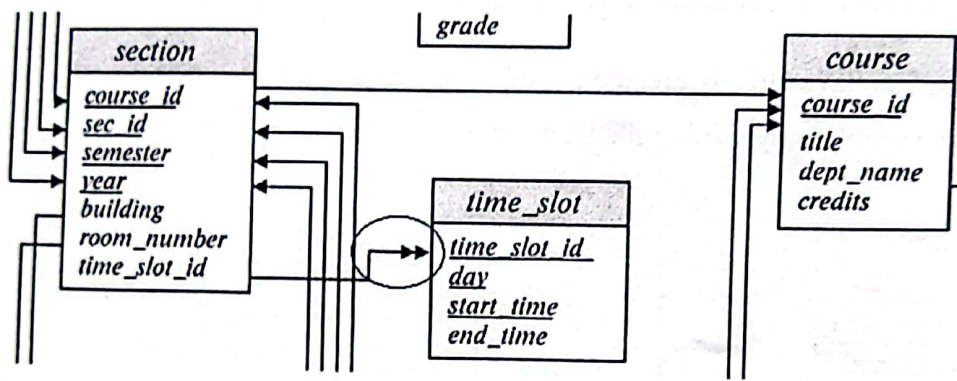 grade
section
course_id
sec_id
semester
year
building
room_number
time_slot_id
time_slot
time_slot_id
day
start_time
end_time
course
course_id
title
dept_name
credits